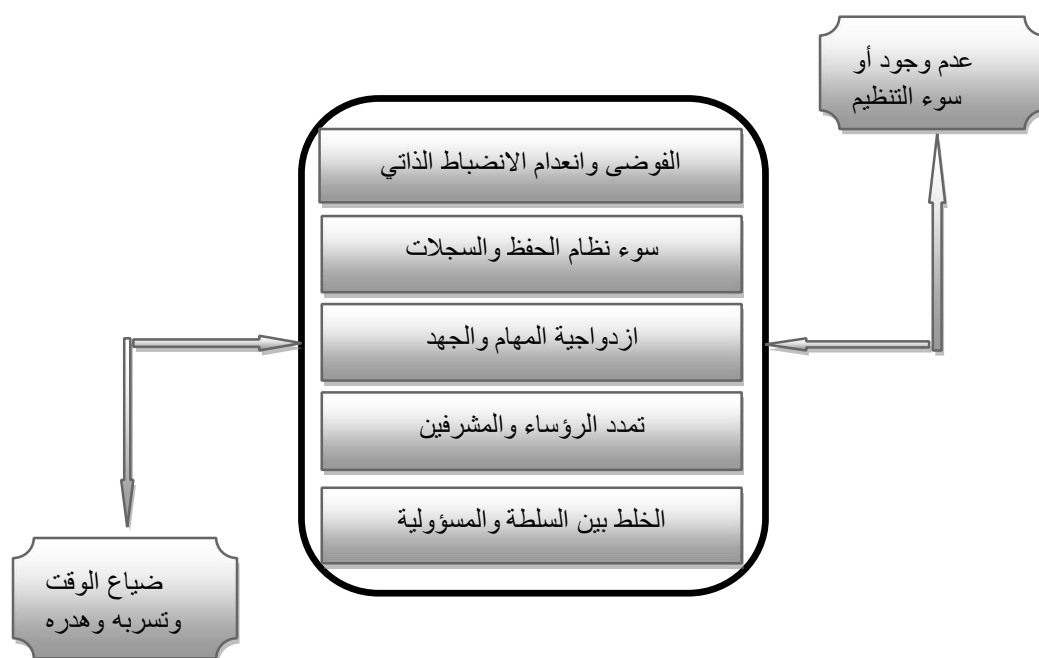 عدم وجود أو
سوء التنظيم
الفوضى وانعدام الانضباط الذاتي
سوء نظام الحفظ والسجلات
ازدواجية المهام والجهد
تمدد الرؤساء والمشرفين
الخلط بين السلطة والمسؤولية
ضياع الوقت
وتسربه وهدره